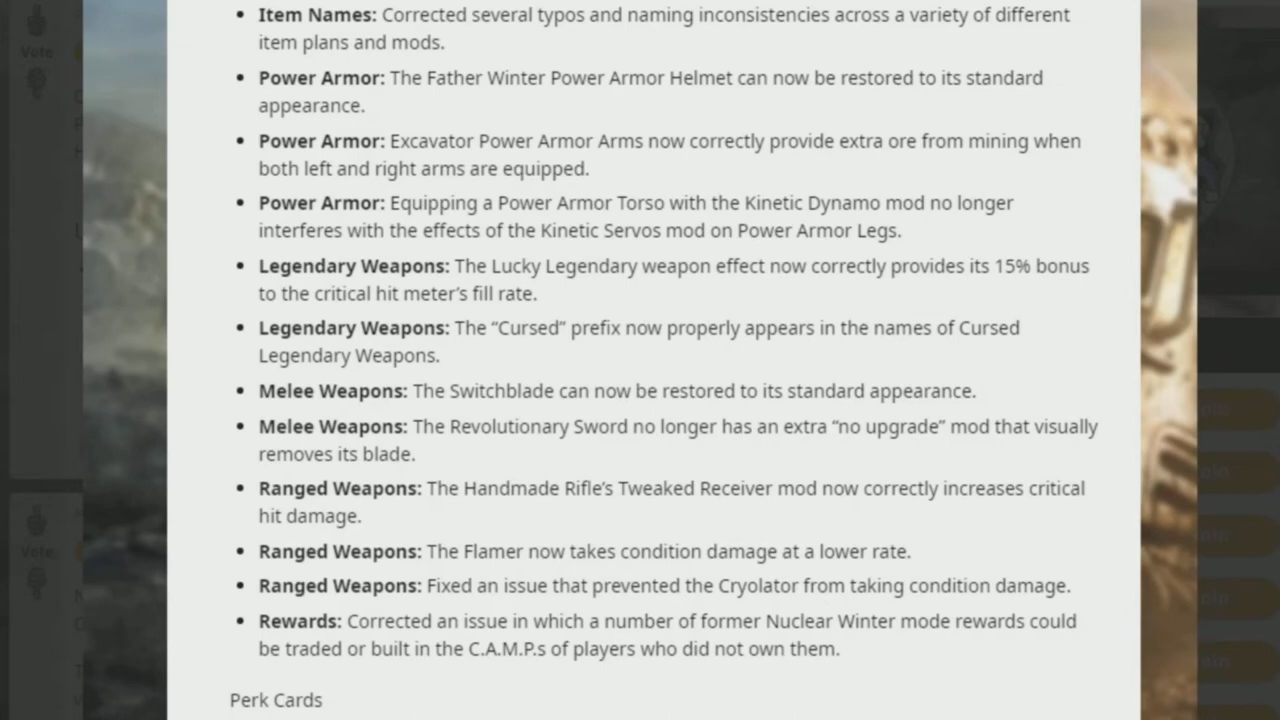 Item Names: Corrected several typos and naming inconsistencies across a variety of different
item plans and mods.
Power Armor: The Father Winter Power Armor Helmet can now be restored to its standard
appearance.
Power Armor: Excavator Power Armor Arms now correctly provide extra ore from mining when
both left and right arms are equipped.
Power Armor: Equipping a Power Armor Torso with the Kinetic Dynamo mod no longer
interferes with the effects of the Kinetic Servos mod on Power Armor Legs.
Legendary Weapons: The Lucky Legendary weapon effect now correctly provides its 15% bonus
to the critical hit meter’s fill rate.
Legendary Weapons: The “Cursed” prefix now properly appears in the names of Cursed
Legendary Weapons.
Melee Weapons: The Switchblade can now be restored to its standard appearance.
Melee Weapons: The Revolutionary Sword no longer has an extra “no upgrade” mod that visually
removes its blade.
Ranged Weapons: The Handmade Rifle’s Tweaked Receiver mod now correctly increases critical
hit damage.
Ranged Weapons: The Flamer now takes condition damage at a lower rate.
Ranged Weapons: Fixed an issue that prevented the Cryolator from taking condition damage.
Rewards: Corrected an issue in which a number of former Nuclear Winter mode rewards could
be traded or built in the C.A.M.P.s of players who did not own them.
Perk Cards
Vote
Vote